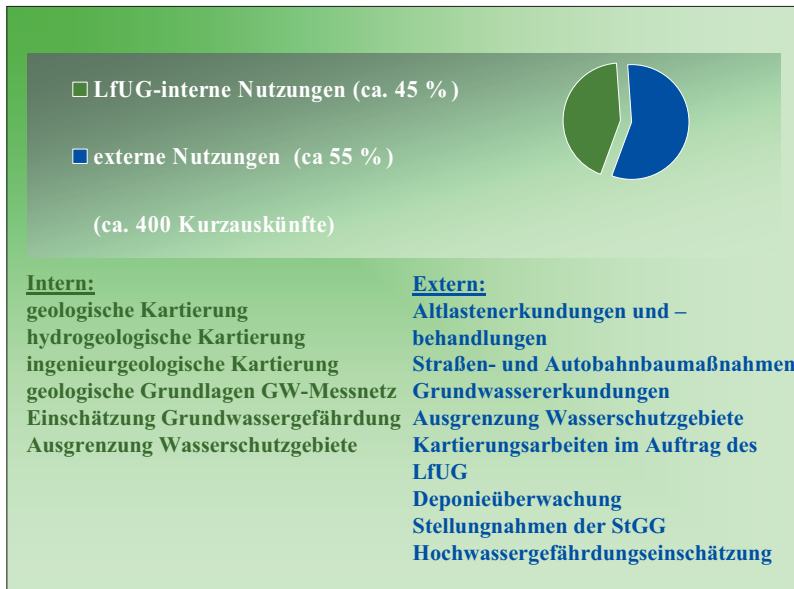 LfUG-interne Nutzungen (ca. 45 %)
externe Nutzungen (ca 55 %)
(ca. 400 Kurzauskünfte)
Intern:
geologische Kartierung
hydrogeologische Kartierung
ingenieurgeologische Kartierung
geologische Grundlagen GW-Messnetz
Einschätzung Grundwassergefährdung
Ausgrenzung Wasserschutzgebiete
Extern:
Altlastenerkundungen und –
behandlungen
Straßen- und Autobahnbaumaßnahmen
Grundwassererkundungen
Ausgrenzung Wasserschutzgebiete
Kartierungsarbeiten im Auftrag des
LfUG
Deponieüberwachung
Stellungnahmen der StGG
Hochwassergefährdungseinschätzung